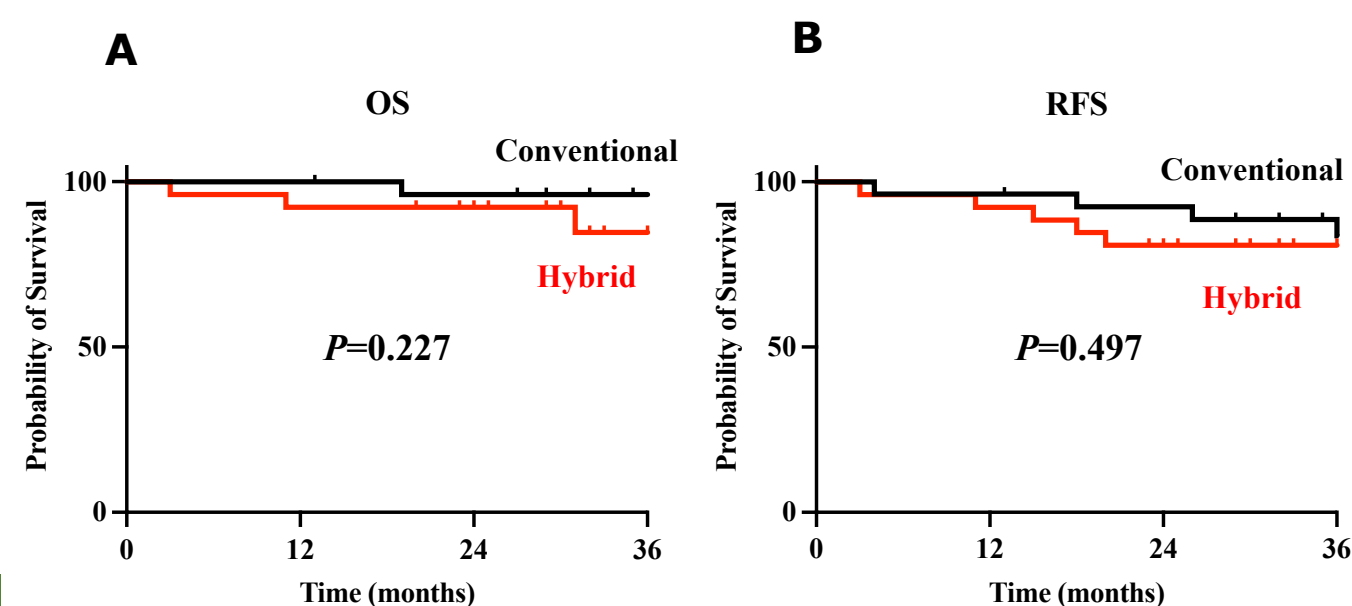 A
OS
Conventional
Hybrid
P=0.227
Probability of Survival
100
50
0
0 12 24 36
Time (months)
B
RFS
Conventional
Hybrid
P=0.497
Probability of Survival
100
50
0
0 12 24 36
Time (months)